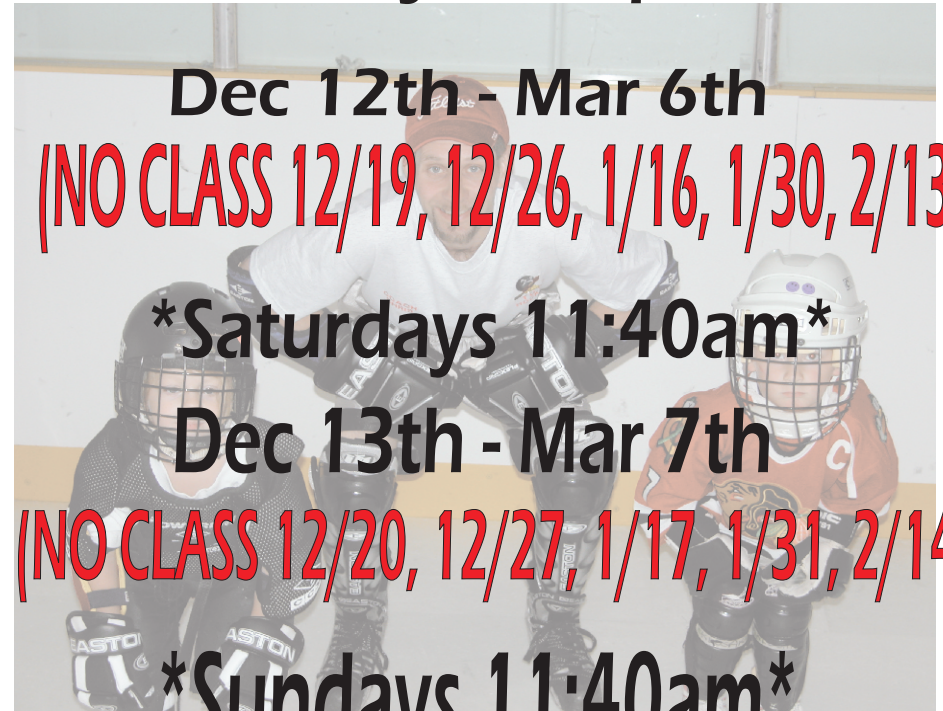 Dec 12th - Mar 6th
(NO CLASS 12/19, 12/26, 1/16, 1/30, 2/13
*Saturdays 11:40am*
Dec 13th - Mar 7th
(NO CLASS 12/20, 12/27, 1/17, 1/31, 2/14
*Sundays 11:40am*
EASTON
EASTON